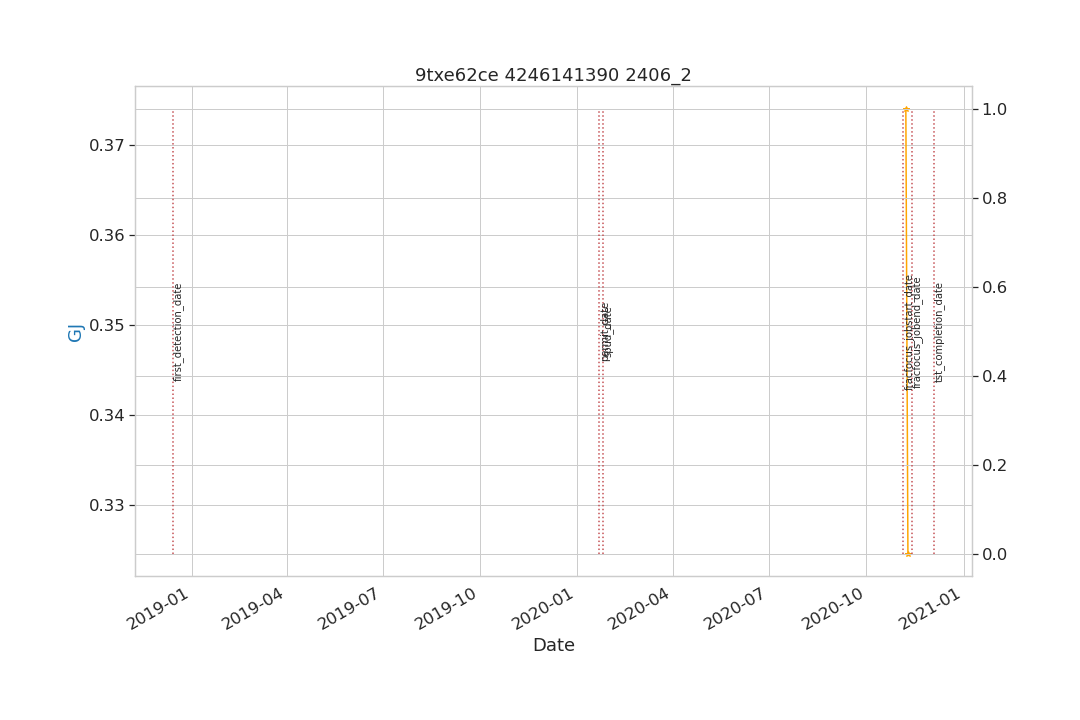 9txe62ce 4246141390 2406_2
GJ
0.37
0.36
0.35
0.34
0.33
1.0
0.8
0.6
0.4
0.2
0.0
first_detection_date
permit_date
spud_date
fracfocus_jobstart_date
fracfocus_jobend_date
tst_completion_date
2019-01
2019-04
2019-07
2019-10
2020-01
2020-04
2020-07
2020-10
2021-01
Date